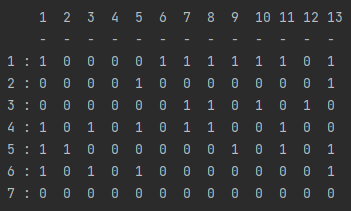 1 2 3 4 5 6 7 8 9 10 11 12 13
- - - - - - - - - - - - -
1 : 1 0 0 0 0 1 1 1 1 1 1 0 1
2 : 0 0 0 0 1 0 0 0 0 0 0 0 1
3 : 0 0 0 0 0 0 1 1 0 1 0 1 0
4 : 1 0 1 0 1 0 1 1 0 0 1 0 0
5 : 1 1 0 0 0 0 0 0 1 0 1 0 1
6 : 1 0 1 0 1 0 0 0 0 0 0 0 1
7 : 0 0 0 0 0 0 0 0 0 0 0 0 0